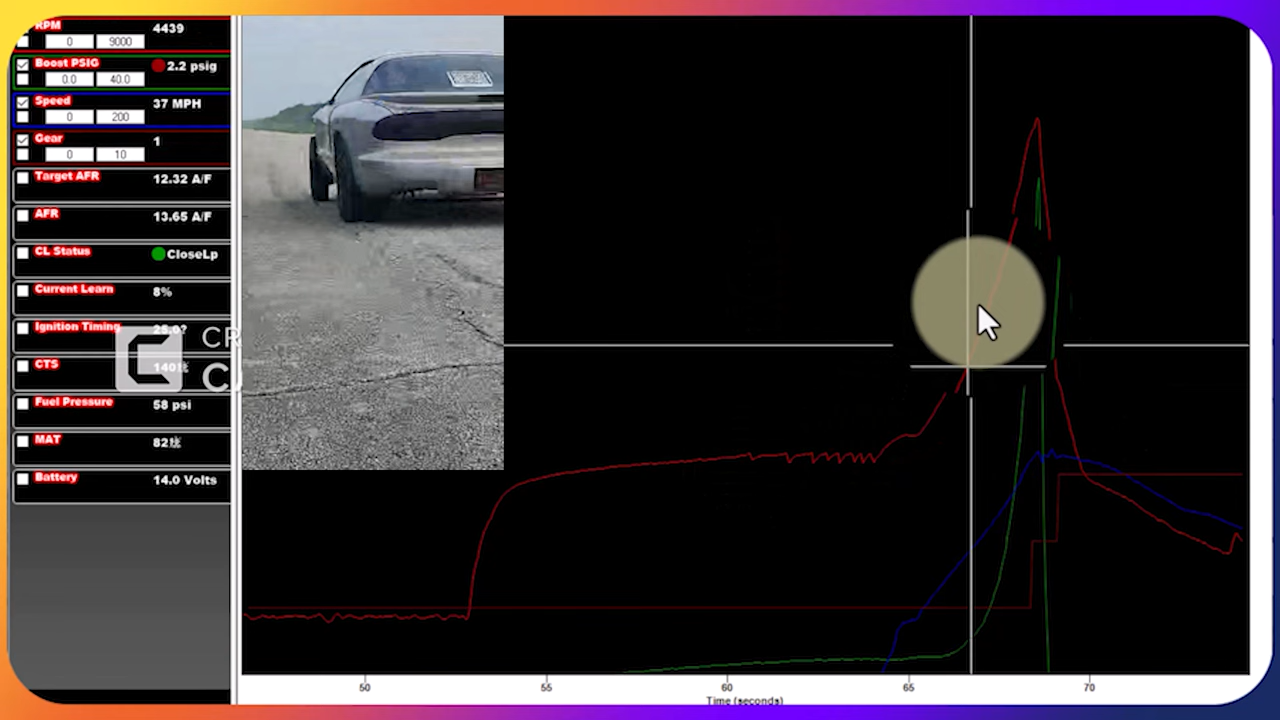 RPM 4439
0 9000
Boost PSIG 2.2 psig
0.0 40.0
Speed 37 MPH
0 200
Gear 1
0 10
Target AFR 12.32 A/F
AFR 13.65 A/F
CL Status CloseLp
Current Learn 8%
Ignition Timing
CR
CTS
CJ
Fuel Pressure 58 psi
MAT
Battery 14.0 Volts
50 55 60 65 70
Time (seconds)